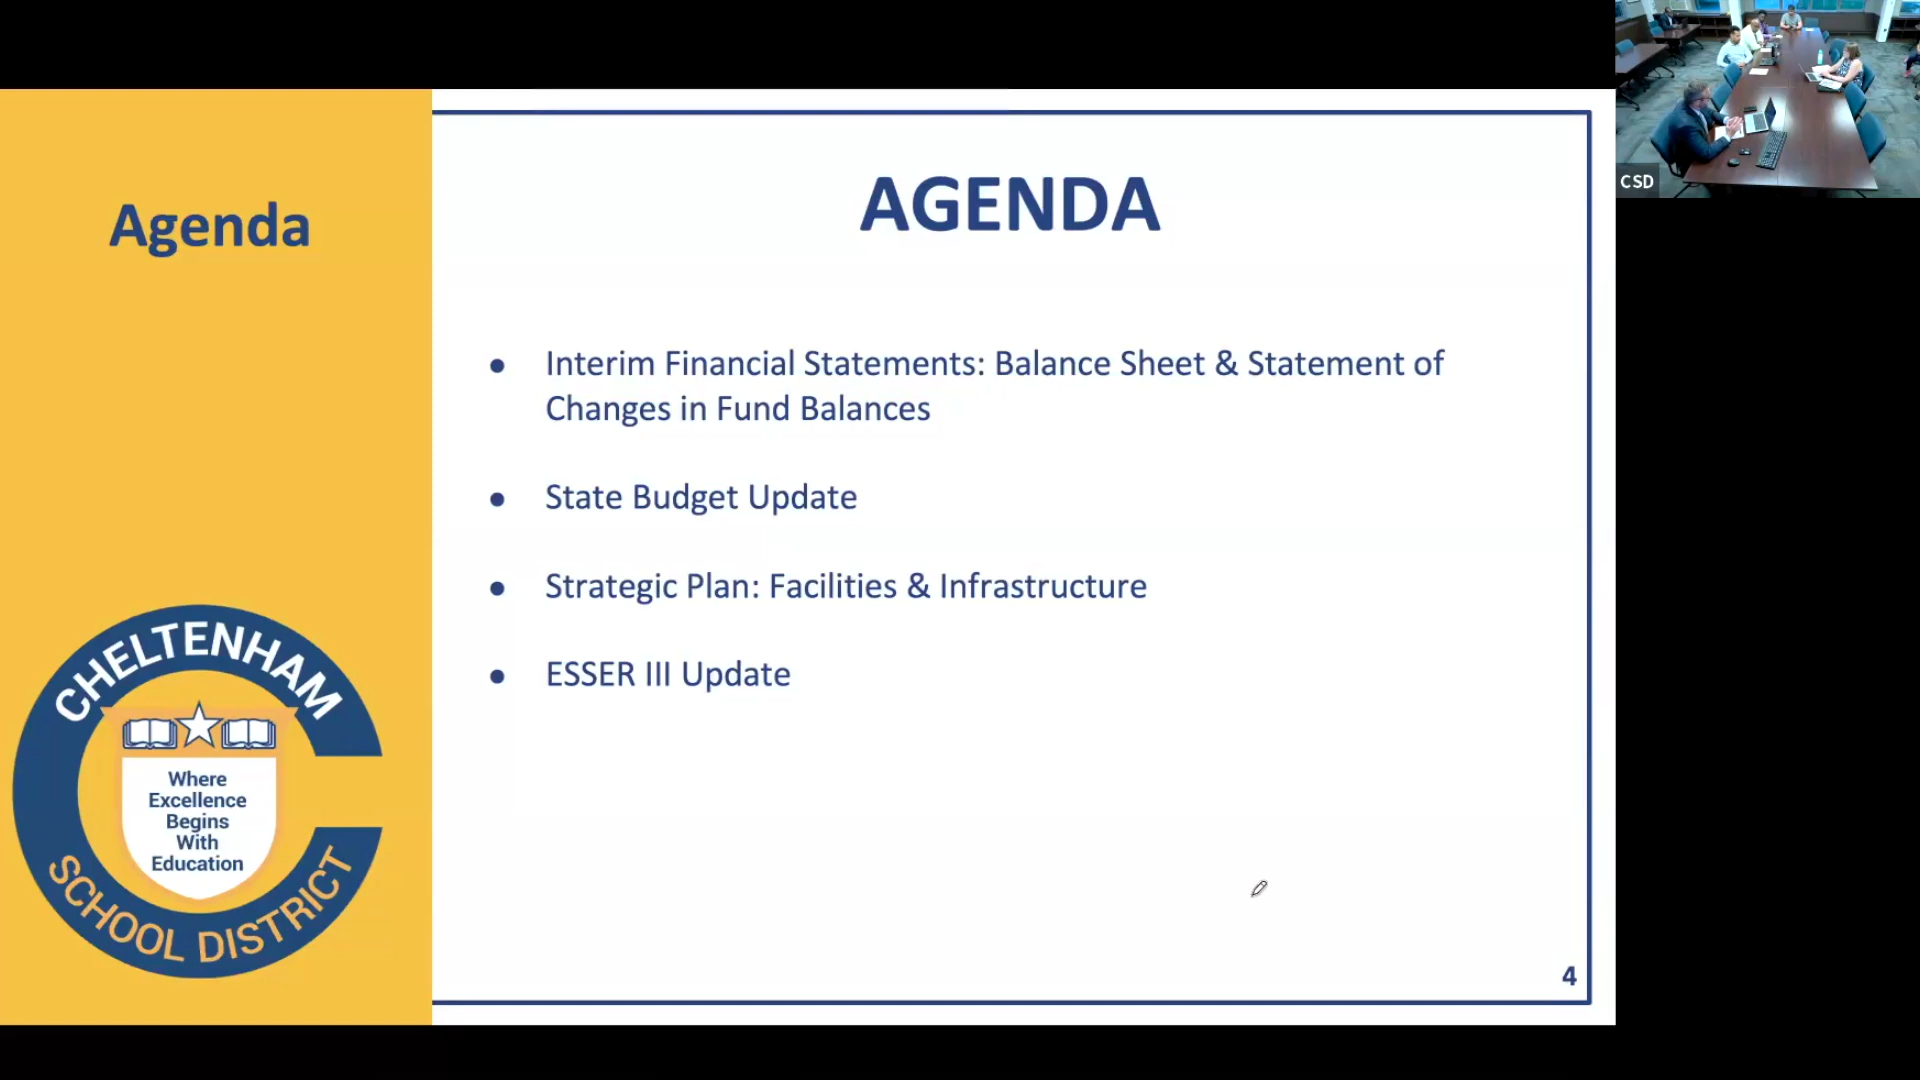 Agenda
AGENDA
● Interim Financial Statements: Balance Sheet & Statement of
Changes in Fund Balances
● State Budget Update
● Strategic Plan: Facilities & Infrastructure
● ESSER III Update
CHELTENHAM
Where
Excellence
Begins
With
Education
SCHOOL DISTRICT
4
CSD